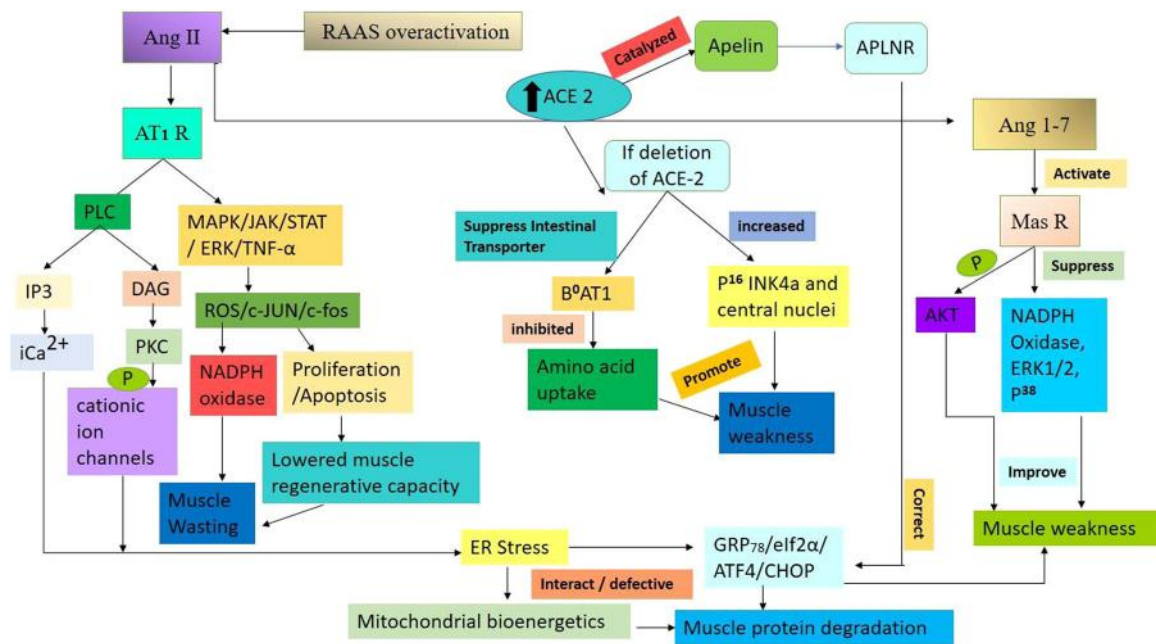 Ang II
RAAS overactivation
Catalyzed
Apelin
APLNR
ACE 2
AT1 R
Ang 1-7
If deletion
of ACE-2
Activate
PLC
MAPK/JAK/STAT
/ ERK/TNF-α
Suppress Intestinal
Transporter
increased
Mas R
P
Suppress
IP3
DAG
B⁰AT1
P¹⁶ INK4a and
central nuclei
ROS/c-JUN/c-fos
AKT
NADPH
Oxidase,
ERK1/2,
P³⁸
iCa²⁺
PKC
inhibited
P
NADPH
oxidase
Proliferation
/Apoptosis
Amino acid
uptake
Promote
cationic
ion
channels
Muscle
weakness
Lowered muscle
regenerative capacity
Improve
Muscle
Wasting
Correct
Muscle weakness
ER Stress
GRP₇₈/eIf2α/
ATF4/CHOP
Interact / defective
Mitochondrial bioenergetics
Muscle protein degradation